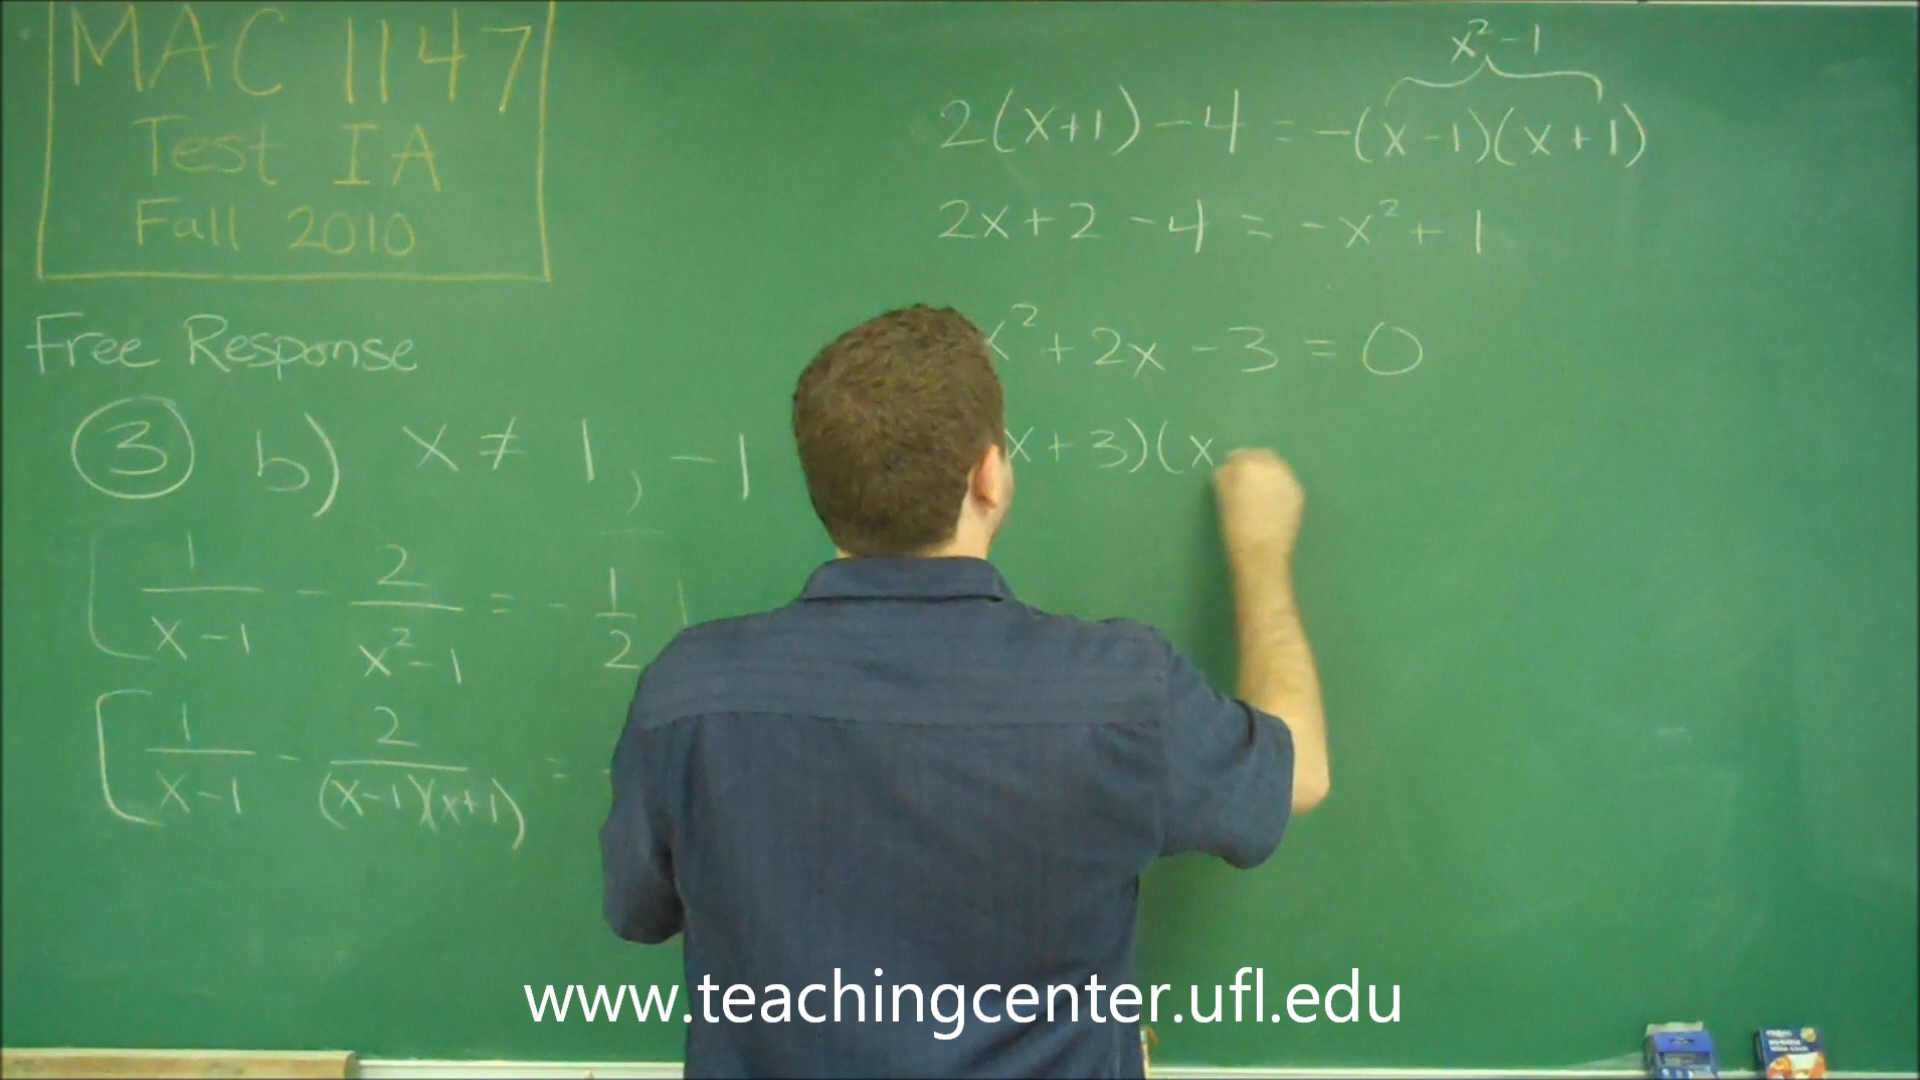 MAC 1147
Test IA
Fall 2010
Free Response
3 b) x ≠ 1, -1
1/(x-1) - 2/(x²-1) = - 1/2
1/(x-1) - 2/((x-1)(x+1)) =
x²-1
2(x+1) - 4 = -(x-1)(x+1)
2x + 2 - 4 = -x² + 1
x² + 2x - 3 = 0
x + 3)(x
www.teachingcenter.ufl.edu